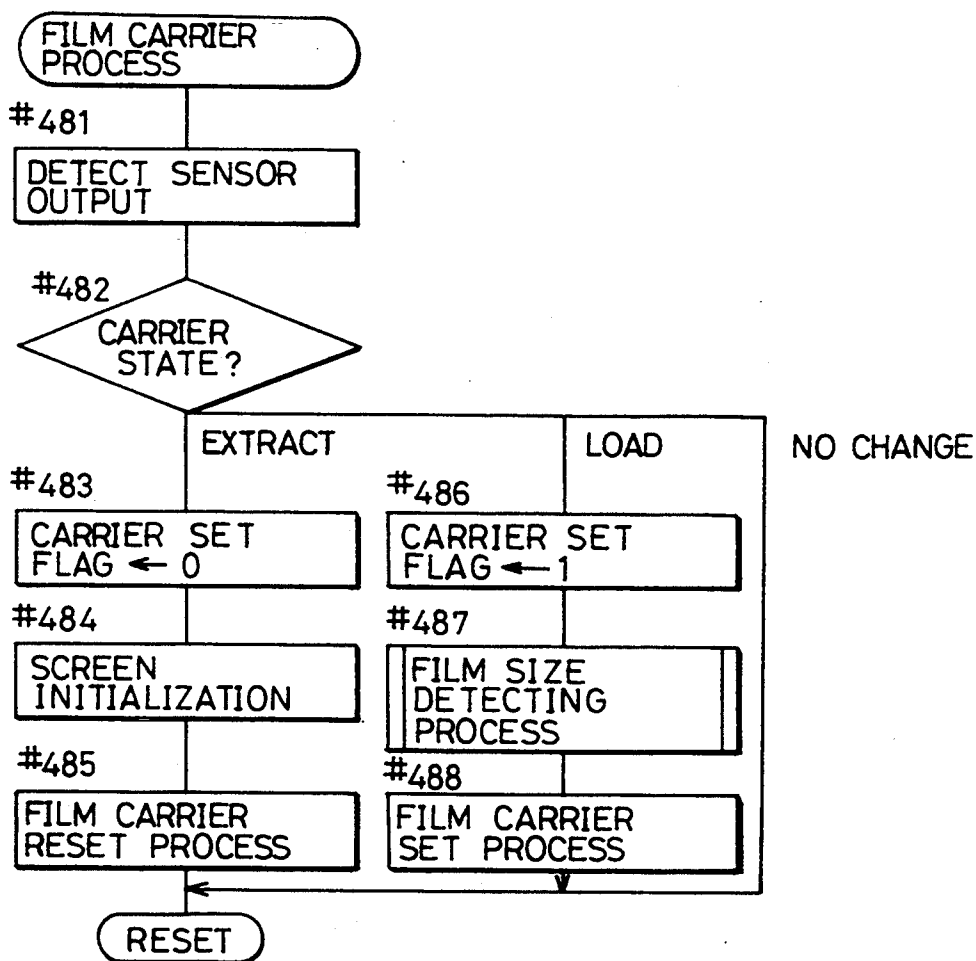 FILM CARRIER
PROCESS
#481
DETECT SENSOR
OUTPUT
#482
CARRIER
STATE?
EXTRACT
LOAD
NO CHANGE
#483
CARRIER SET
FLAG ← 0
#486
CARRIER SET
FLAG ← 1
#484
SCREEN
INITIALIZATION
#487
FILM SIZE
DETECTING
PROCESS
#485
FILM CARRIER
RESET PROCESS
#488
FILM CARRIER
SET PROCESS
RESET